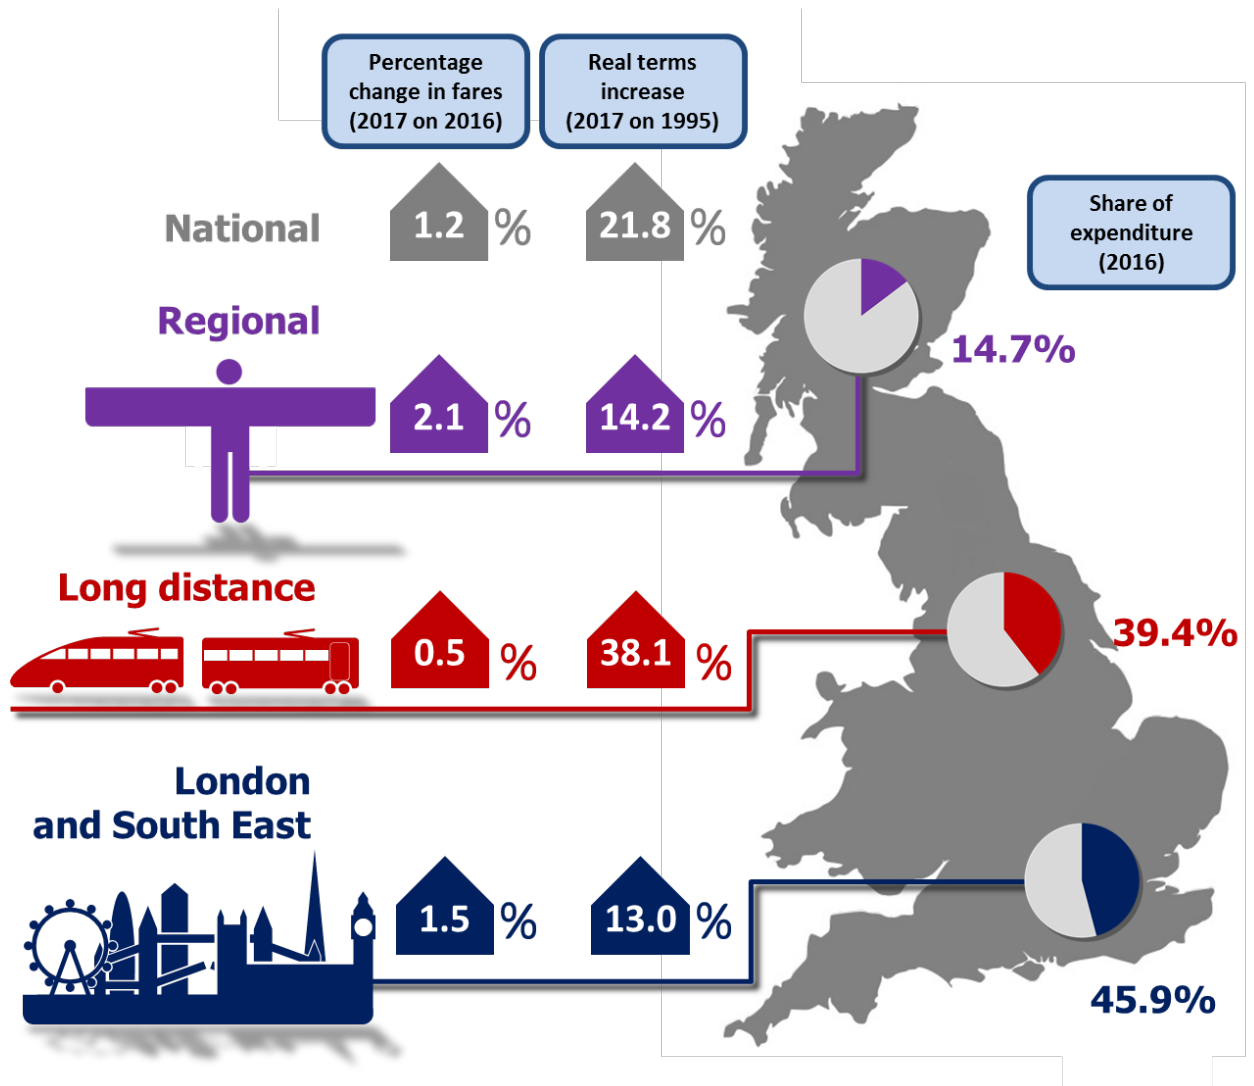 Percentage
change in fares
(2017 on 2016)
Real terms
increase
(2017 on 1995)
Share of
expenditure
(2016)
National
1.2 %
21.8 %
Regional
2.1 %
14.2 %
14.7%
Long distance
0.5 %
38.1 %
39.4%
London
and South East
1.5 %
13.0 %
45.9%